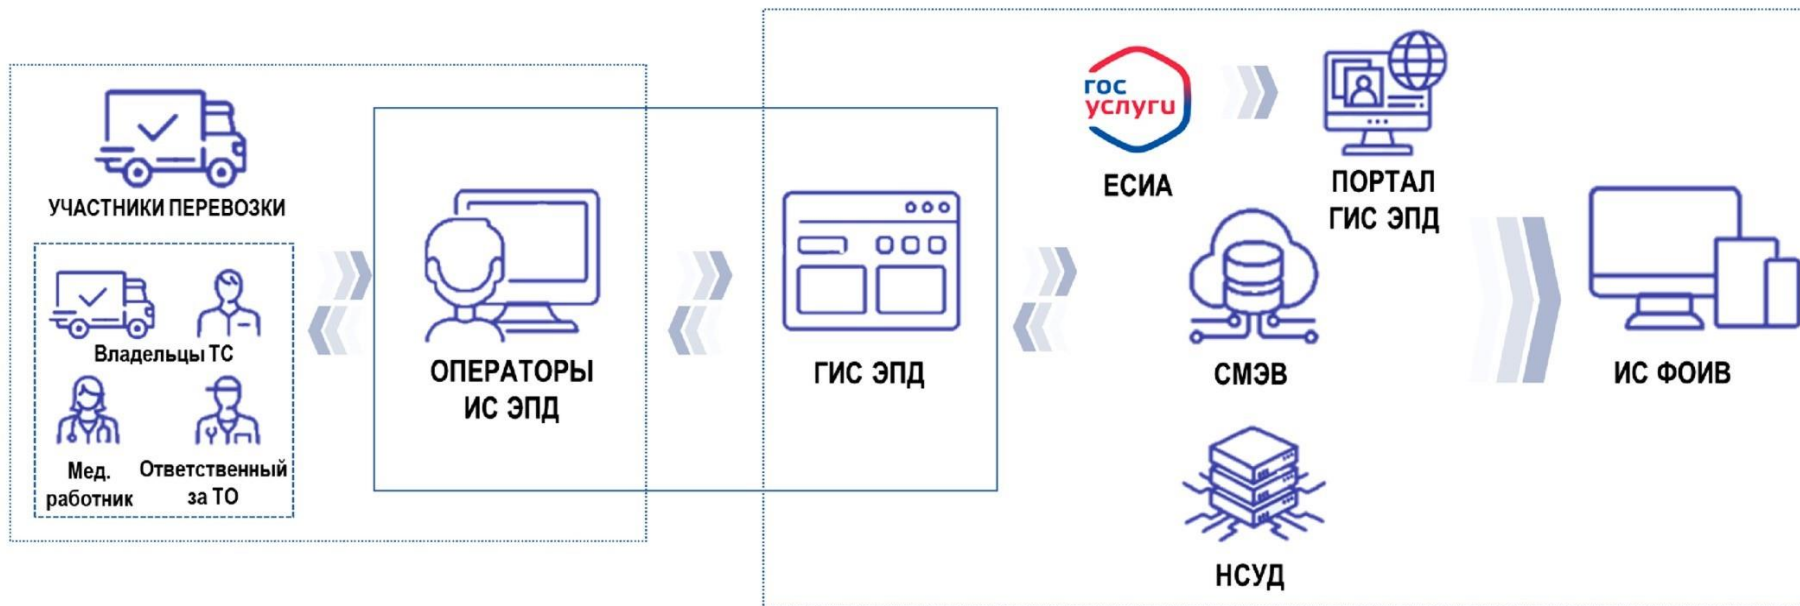 УЧАСТНИКИ ПЕРЕВОЗКИ
Владельцы ТС
Мед.
работник
Ответственный
за ТО
ОПЕРАТОРЫ
ИС ЭПД
ГИС ЭПД
гос
услуги
ЕСИА
ПОРТАЛ
ГИС ЭПД
СМЭВ
НСУД
ИС ФОИВ